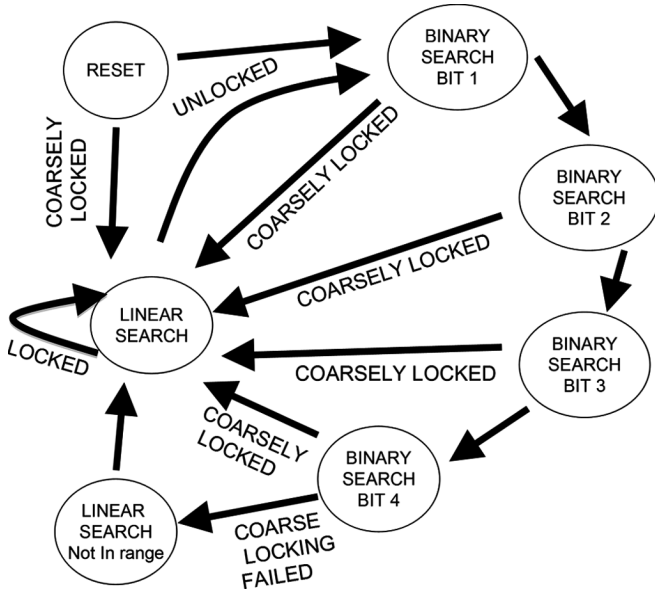 RESET
BINARY
SEARCH
BIT 1
UNLOCKED
COARSELY
LOCKED
COARSELY LOCKED
BINARY
SEARCH
BIT 2
COARSELY LOCKED
LINEAR
SEARCH
LOCKED
BINARY
SEARCH
BIT 3
COARSELY LOCKED
COARSELY
LOCKED
BINARY
SEARCH
BIT 4
LINEAR
SEARCH
Not In range
COARSE
LOCKING
FAILED